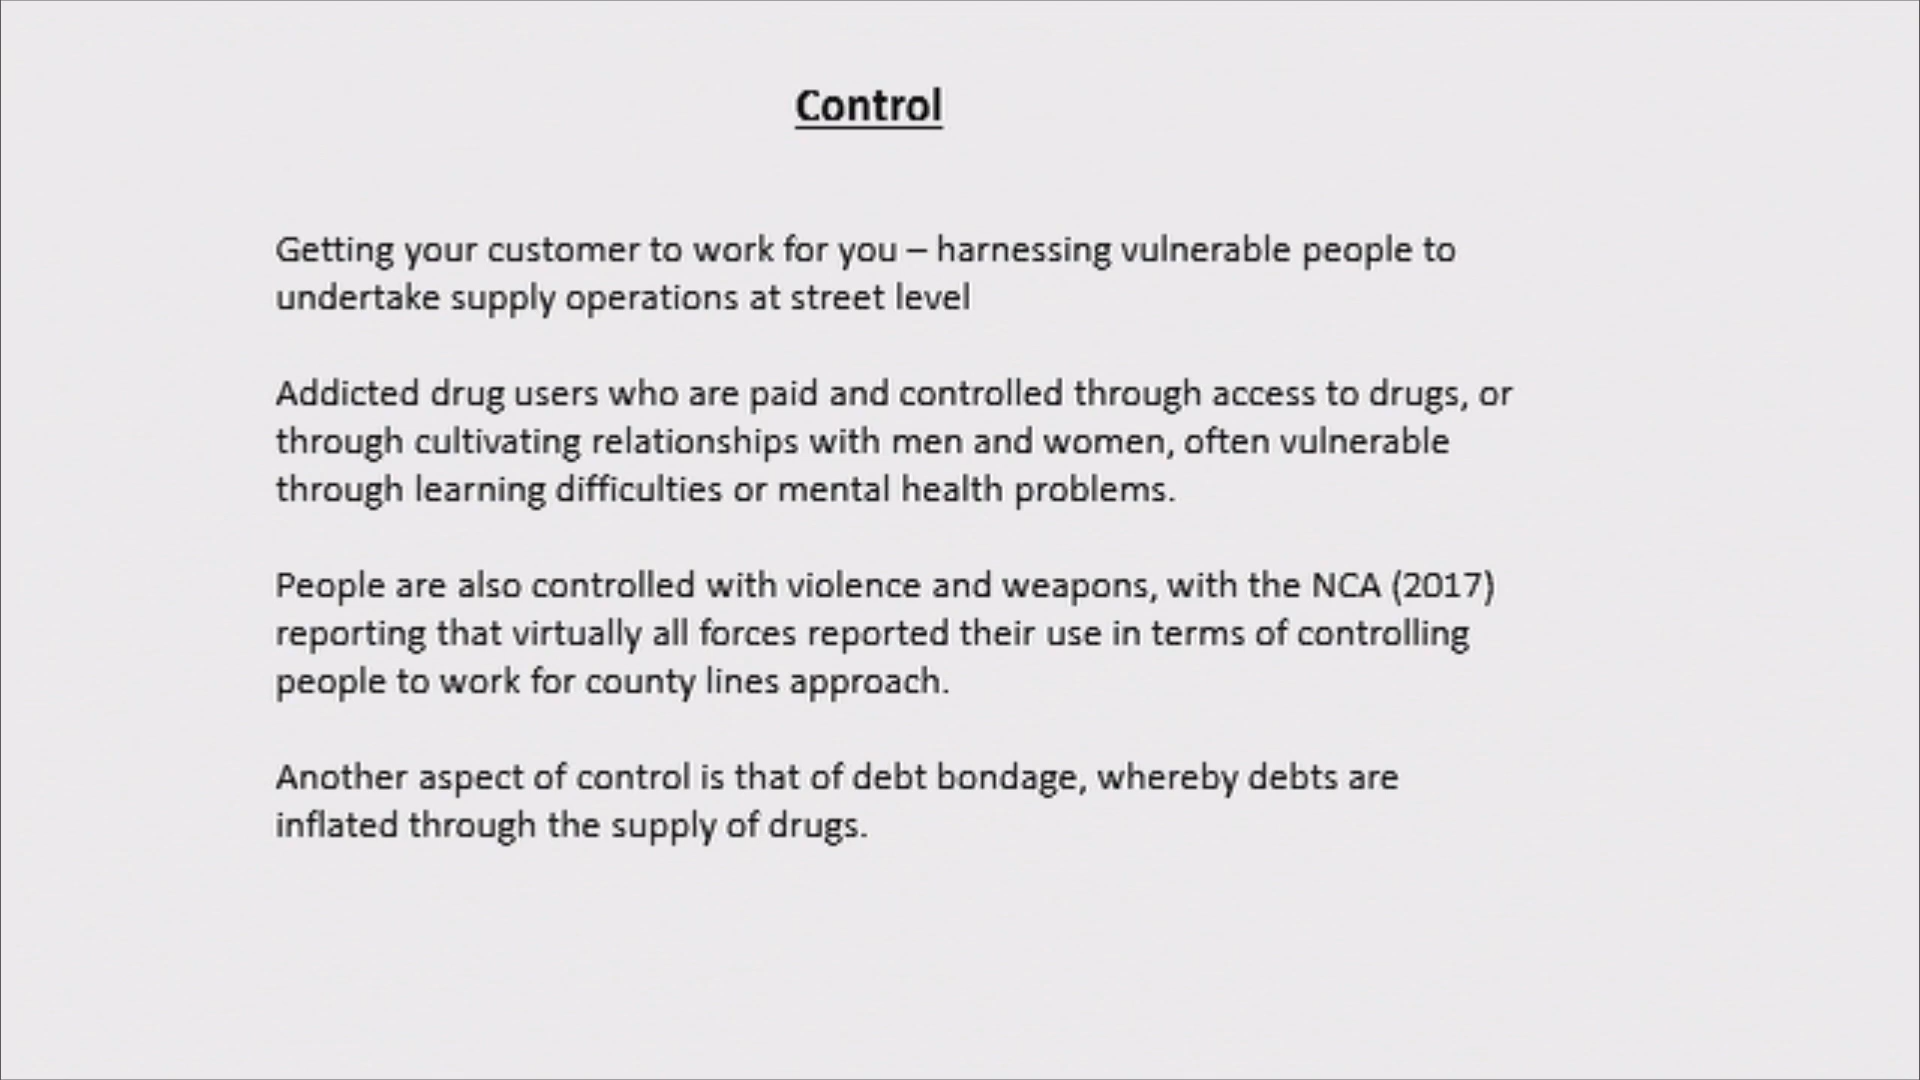 Control
Getting your customer to work for you – harnessing vulnerable people to
undertake supply operations at street level
Addicted drug users who are paid and controlled through access to drugs, or
through cultivating relationships with men and women, often vulnerable
through learning difficulties or mental health problems.
People are also controlled with violence and weapons, with the NCA (2017)
reporting that virtually all forces reported their use in terms of controlling
people to work for county lines approach.
Another aspect of control is that of debt bondage, whereby debts are
inflated through the supply of drugs.